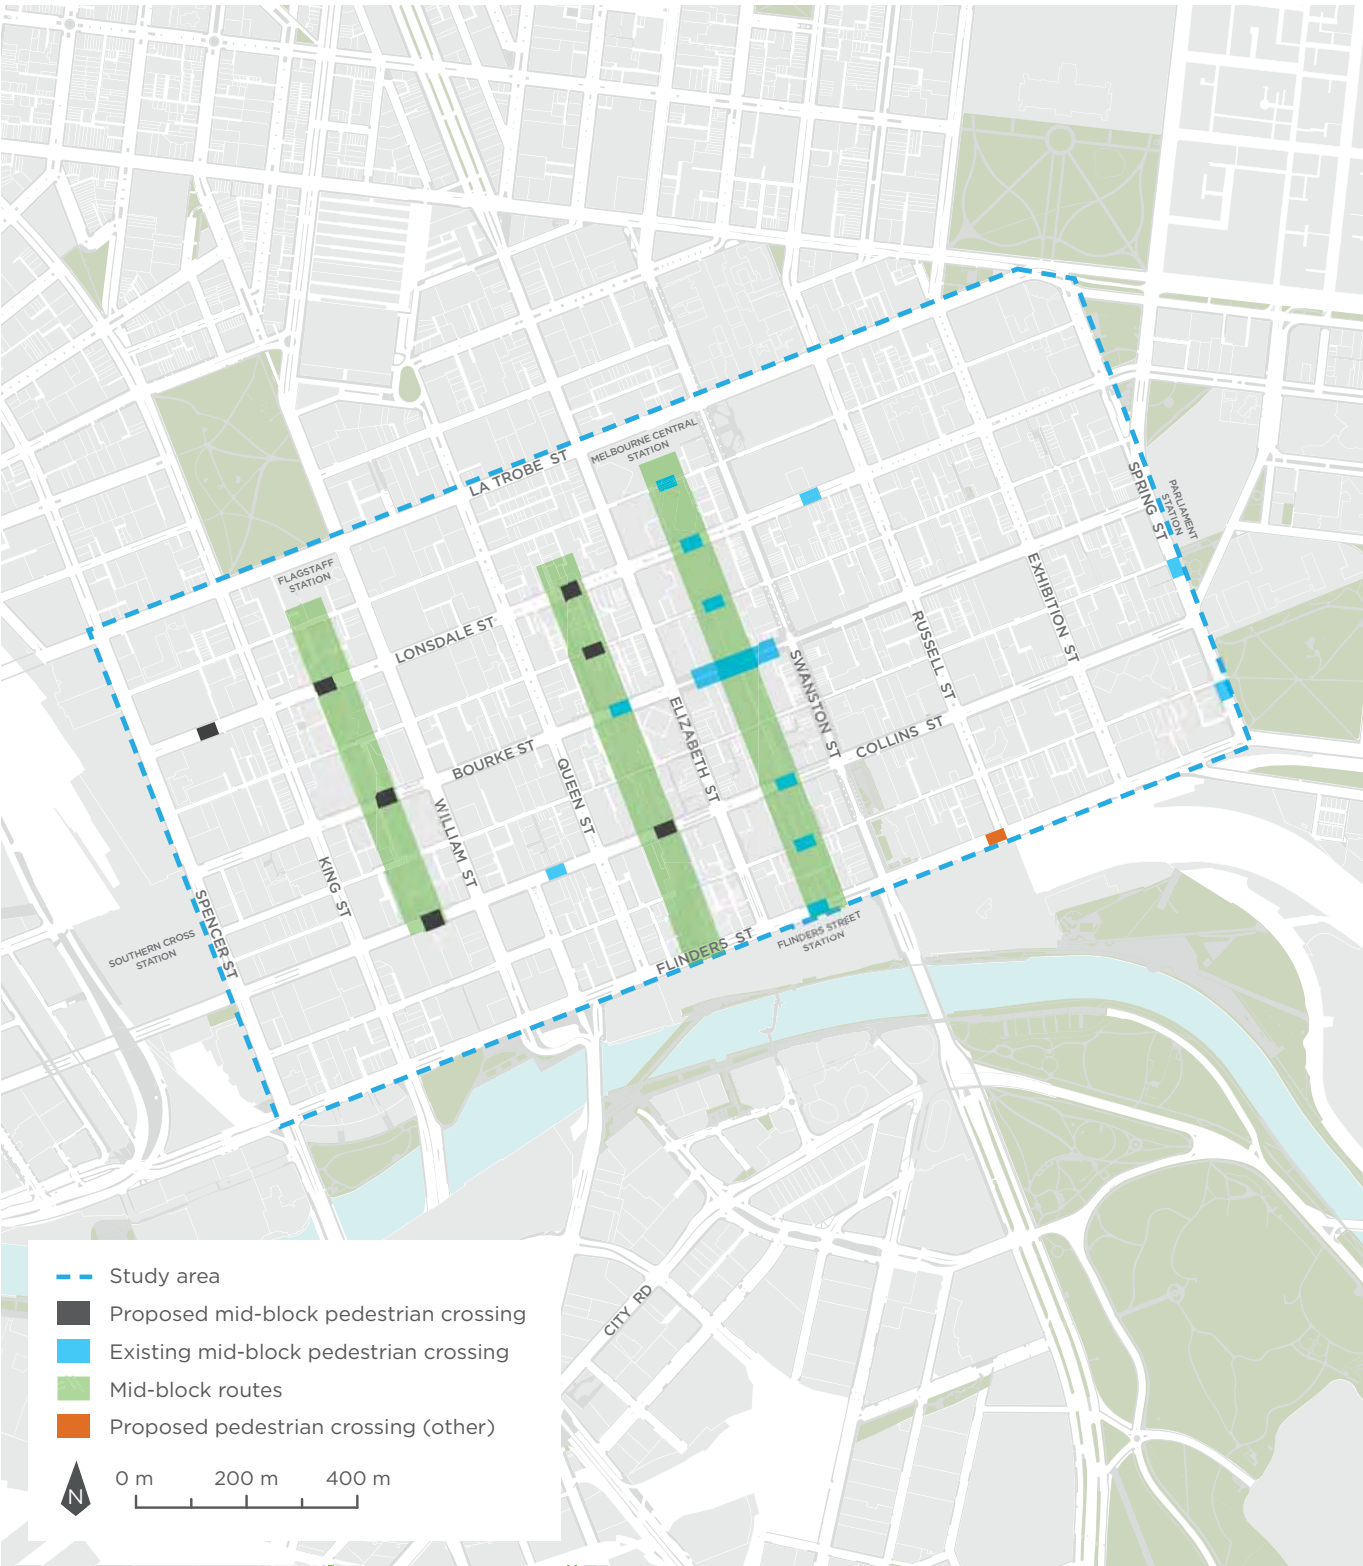 MELBOURNE CENTRAL
STATION
LA TROBE ST
SPRING ST
PARLIAMENT
STATION
FLAGSTAFF
STATION
LONSDALE ST
EXHIBITION ST
RUSSELL ST
SWANSTON ST
ELIZABETH ST
COLLINS ST
BOURKE ST
QUEEN ST
WILLIAM ST
KING ST
SPENCER ST
SOUTHERN CROSS
STATION
FLINDERS ST
FLINDERS STREET
STATION
CITY RD
Study area
Proposed mid-block pedestrian crossing
Existing mid-block pedestrian crossing
Mid-block routes
Proposed pedestrian crossing (other)
N
0 m 200 m 400 m